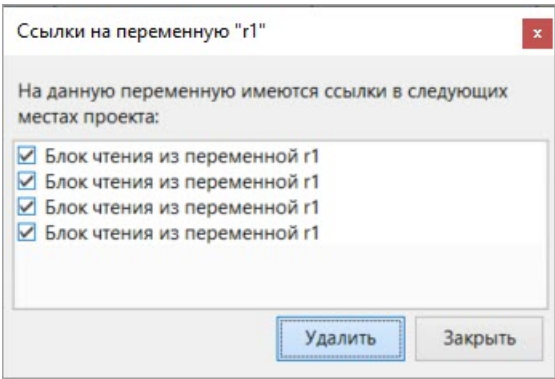 Ссылки на переменную "r1"
x
На данную переменную имеются ссылки в следующих
местах проекта:
Блок чтения из переменной r1
Блок чтения из переменной r1
Блок чтения из переменной r1
Блок чтения из переменной r1
Удалить
Закрыть